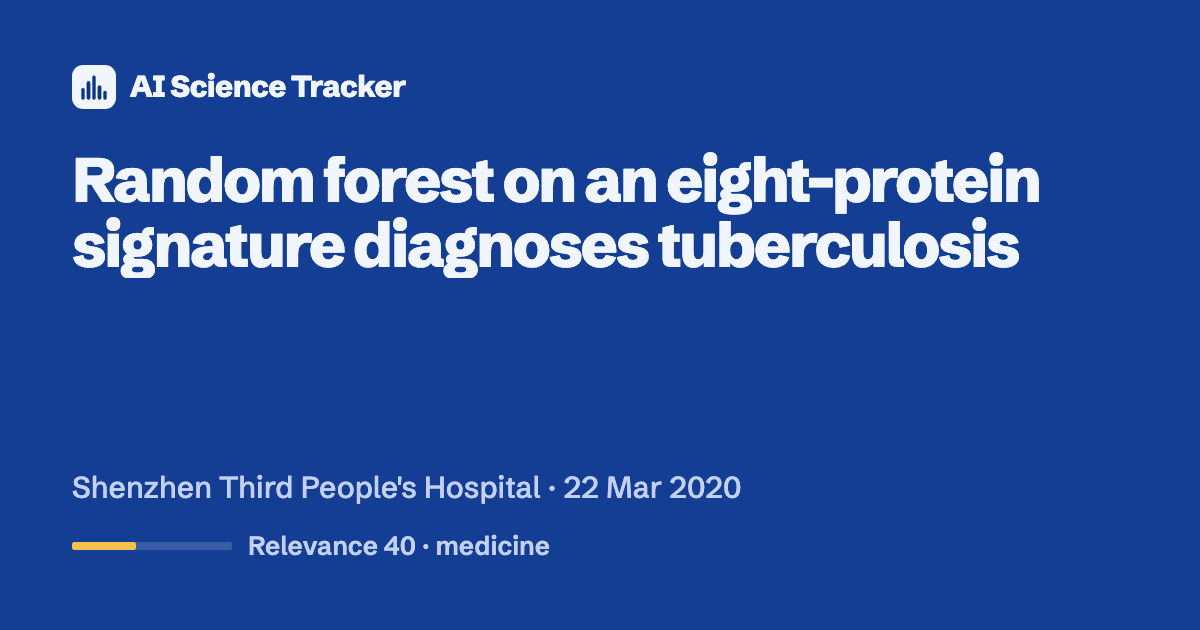 AI Science Tracker
Random forest on an eight-protein
signature diagnoses tuberculosis
Shenzhen Third People's Hospital · 22 Mar 2020
Relevance 40 · medicine